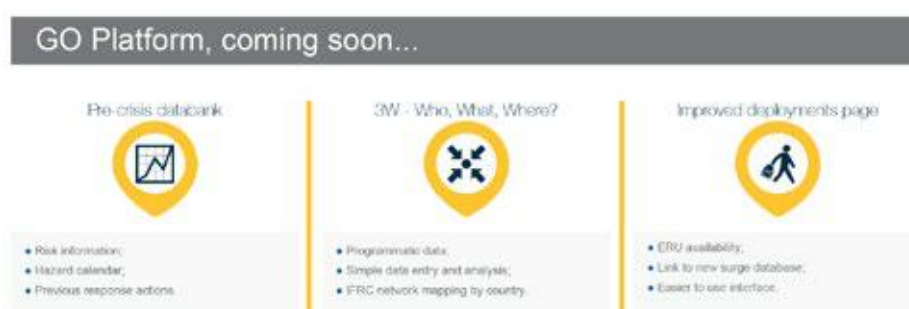 GO Platform, coming soon...
Pre-crisis databank
Risk information;
Hazard calendar;
Previous response actions.
3W - Who, What, Where?
Programmatic data;
Simple data entry and analysis;
IFRC network mapping by country.
Improved deployments page
ERU availability;
Link to new surge database;
Easier to use interface.